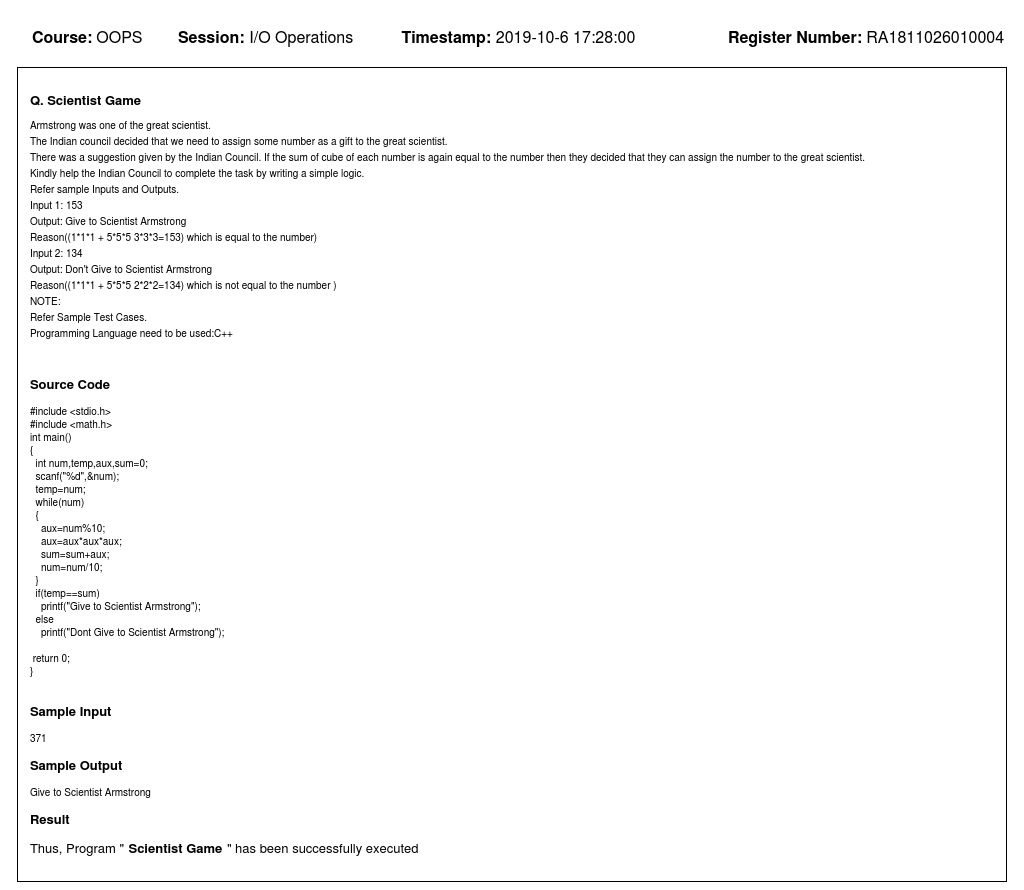 Course: OOPS Session: I/O Operations Timestamp: 2019-10-6 17:28:00 Register Number: RA1811026010004
Q. Scientist Game
Armstrong was one of the great scientist.
The Indian council decided that we need to assign some number as a gift to the great scientist.
There was a suggestion given by the Indian Council. If the sum of cube of each number is again equal to the number then they decided that they can assign the number to the great scientist.
Kindly help the Indian Council to complete the task by writing a simple logic.
Refer sample Inputs and Outputs.
Input 1: 153
Output: Give to Scientist Armstrong
Reason((1*1*1 + 5*5*5 3*3*3=153) which is equal to the number)
Input 2: 134
Output: Don't Give to Scientist Armstrong
Reason((1*1*1 + 5*5*5 2*2*2=134) which is not equal to the number )
NOTE:
Refer Sample Test Cases.
Programming Language need to be used:C++
Source Code
#include <stdio.h>
#include <math.h>
int main()
{
  int num,temp,aux,sum=0;
  scanf("%d",&num);
  temp=num;
  while(num)
  {
    aux=num%10;
    aux=aux*aux*aux;
    sum=sum+aux;
    num=num/10;
  }
  if(temp==sum)
    printf("Give to Scientist Armstrong");
  else
    printf("Dont Give to Scientist Armstrong");
 return 0;
}
Sample Input
371
Sample Output
Give to Scientist Armstrong
Result
Thus, Program " Scientist Game " has been successfully executed